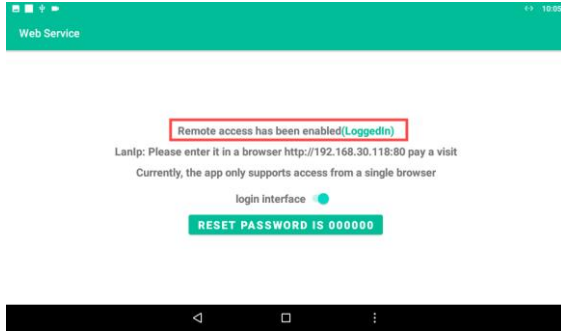 10:05
Web Service
Remote access has been enabled(LoggedIn)
LanIp: Please enter it in a browser http://192.168.30.118:80 pay a visit
Currently, the app only supports access from a single browser
login interface
RESET PASSWORD IS 000000